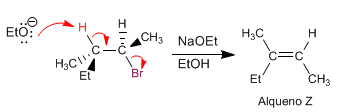 EtO:⊖
H
H
CH₃
C
C
H₃C
Et
Br
NaOEt
EtOH
H₃C
H
C=C
Et
CH₃
Alqueno Z